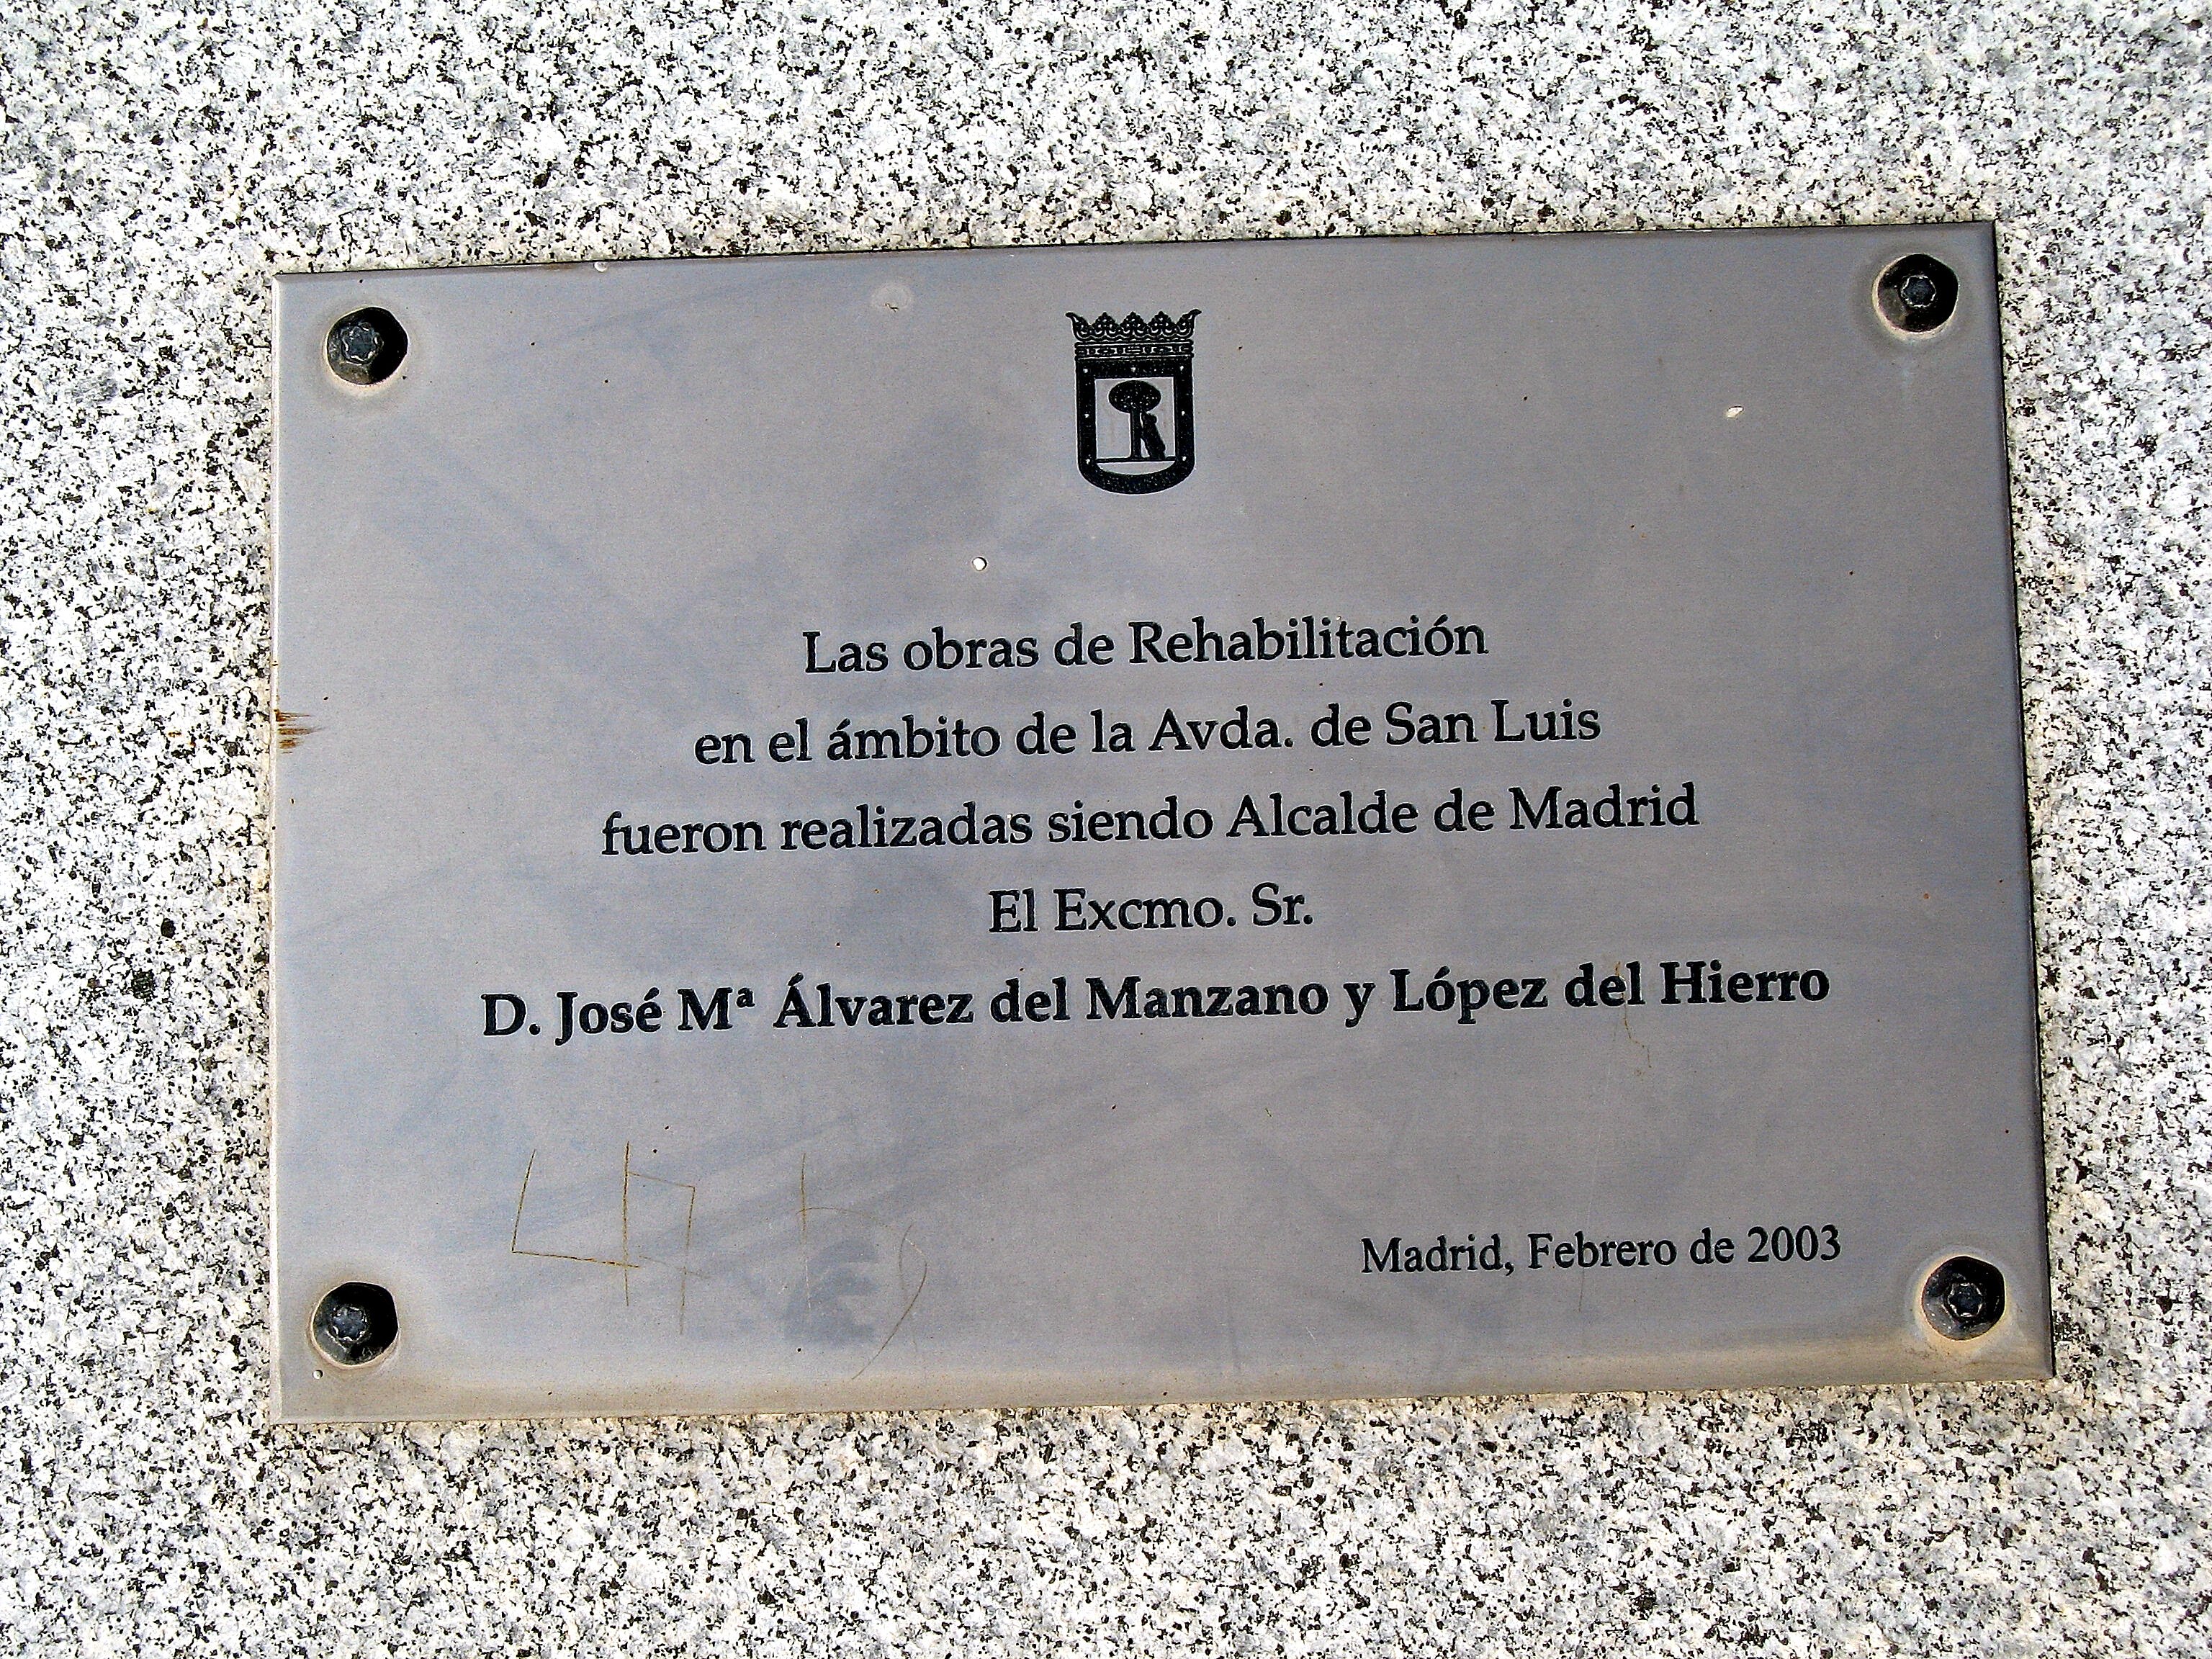 Las obras de Rehabilitación
en el ámbito de la Avda. de San Luis
fueron realizadas siendo Alcalde de Madrid
El Excmo. Sr.
D. José Mª Álvarez del Manzano y López del Hierro
Madrid, Febrero de 2003